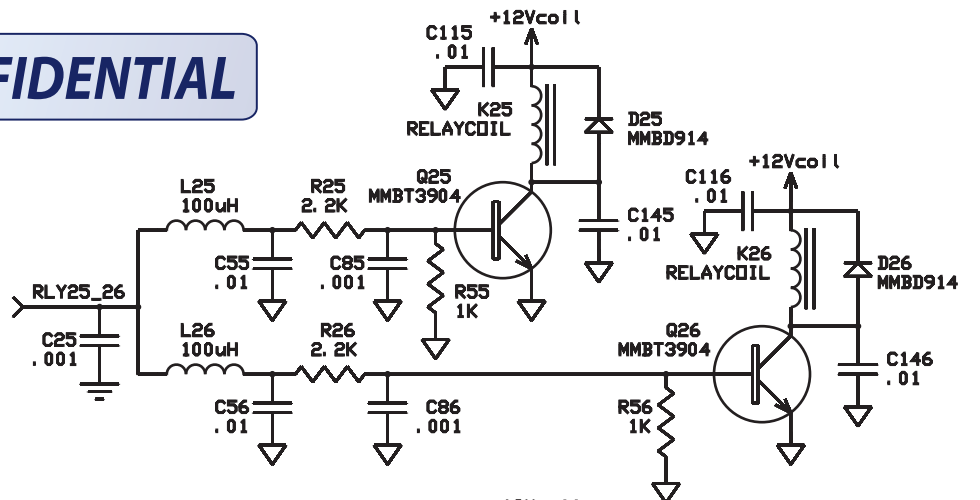 FIDENTIAL
+12Vcoil
C115
.01
K25
RELAYCOIL
D25
MMBD914
Q25
MMBT3904
C145
.01
+12Vcoil
C116
.01
K26
RELAYCOIL
D26
MMBD914
L25
100uH
R25
2.2K
C55
.01
C85
.001
R55
1K
RLY25_26
C25
.001
L26
100uH
R26
2.2K
Q26
MMBT3904
C146
.01
C56
.01
C86
.001
R56
1K